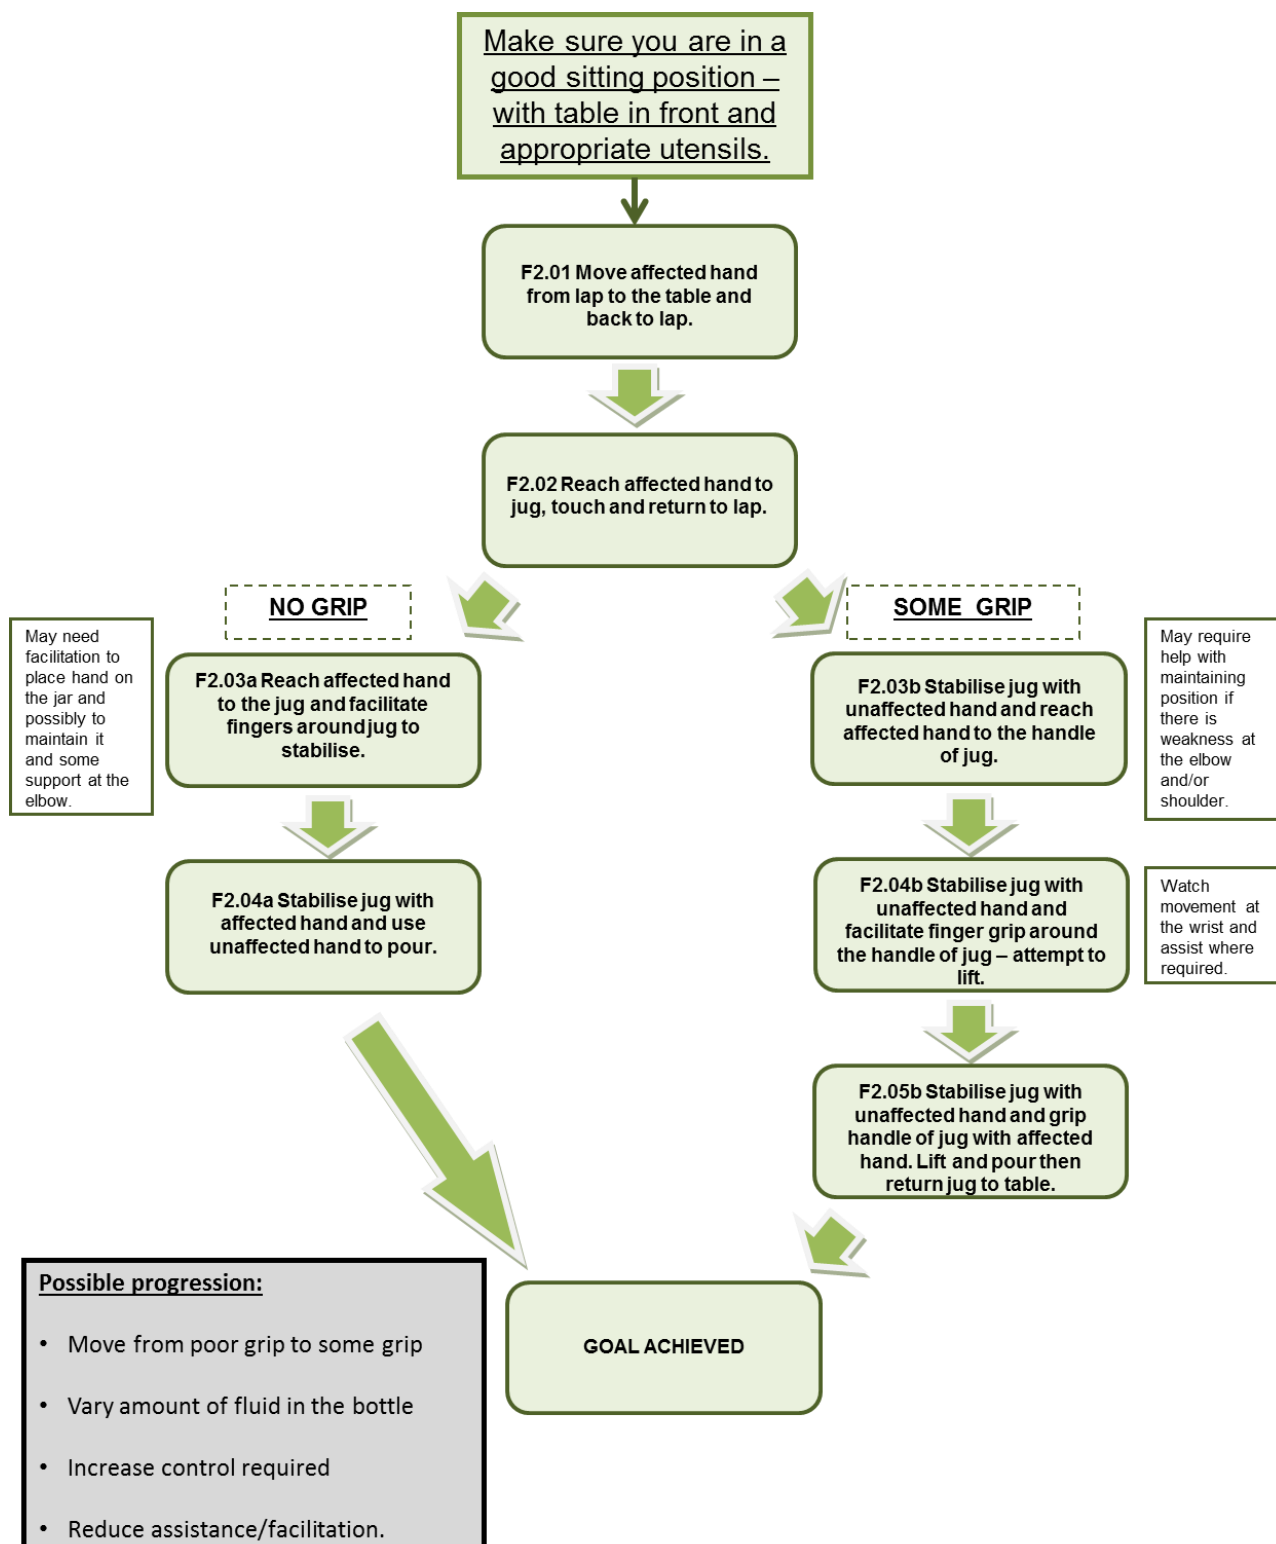 Make sure you are in a
good sitting position –
with table in front and
appropriate utensils.
F2.01 Move affected hand
from lap to the table and
back to lap.
F2.02 Reach affected hand to
jug, touch and return to lap.
NO GRIP
SOME GRIP
May need
facilitation to
place hand on
the jar and
possibly to
maintain it
and some
support at the
elbow.
F2.03a Reach affected hand
to the jug and facilitate
fingers around jug to
stabilise.
F2.03b Stabilise jug with
unaffected hand and reach
affected hand to the handle
of jug.
May require
help with
maintaining
position if
there is
weakness at
the elbow
and/or
shoulder.
F2.04a Stabilise jug with
affected hand and use
unaffected hand to pour.
F2.04b Stabilise jug with
unaffected hand and
facilitate finger grip around
the handle of jug – attempt to
lift.
Watch
movement at
the wrist and
assist where
required.
F2.05b Stabilise jug with
unaffected hand and grip
handle of jug with affected
hand. Lift and pour then
return jug to table.
Possible progression:
• Move from poor grip to some grip
• Vary amount of fluid in the bottle
• Increase control required
• Reduce assistance/facilitation.
GOAL ACHIEVED